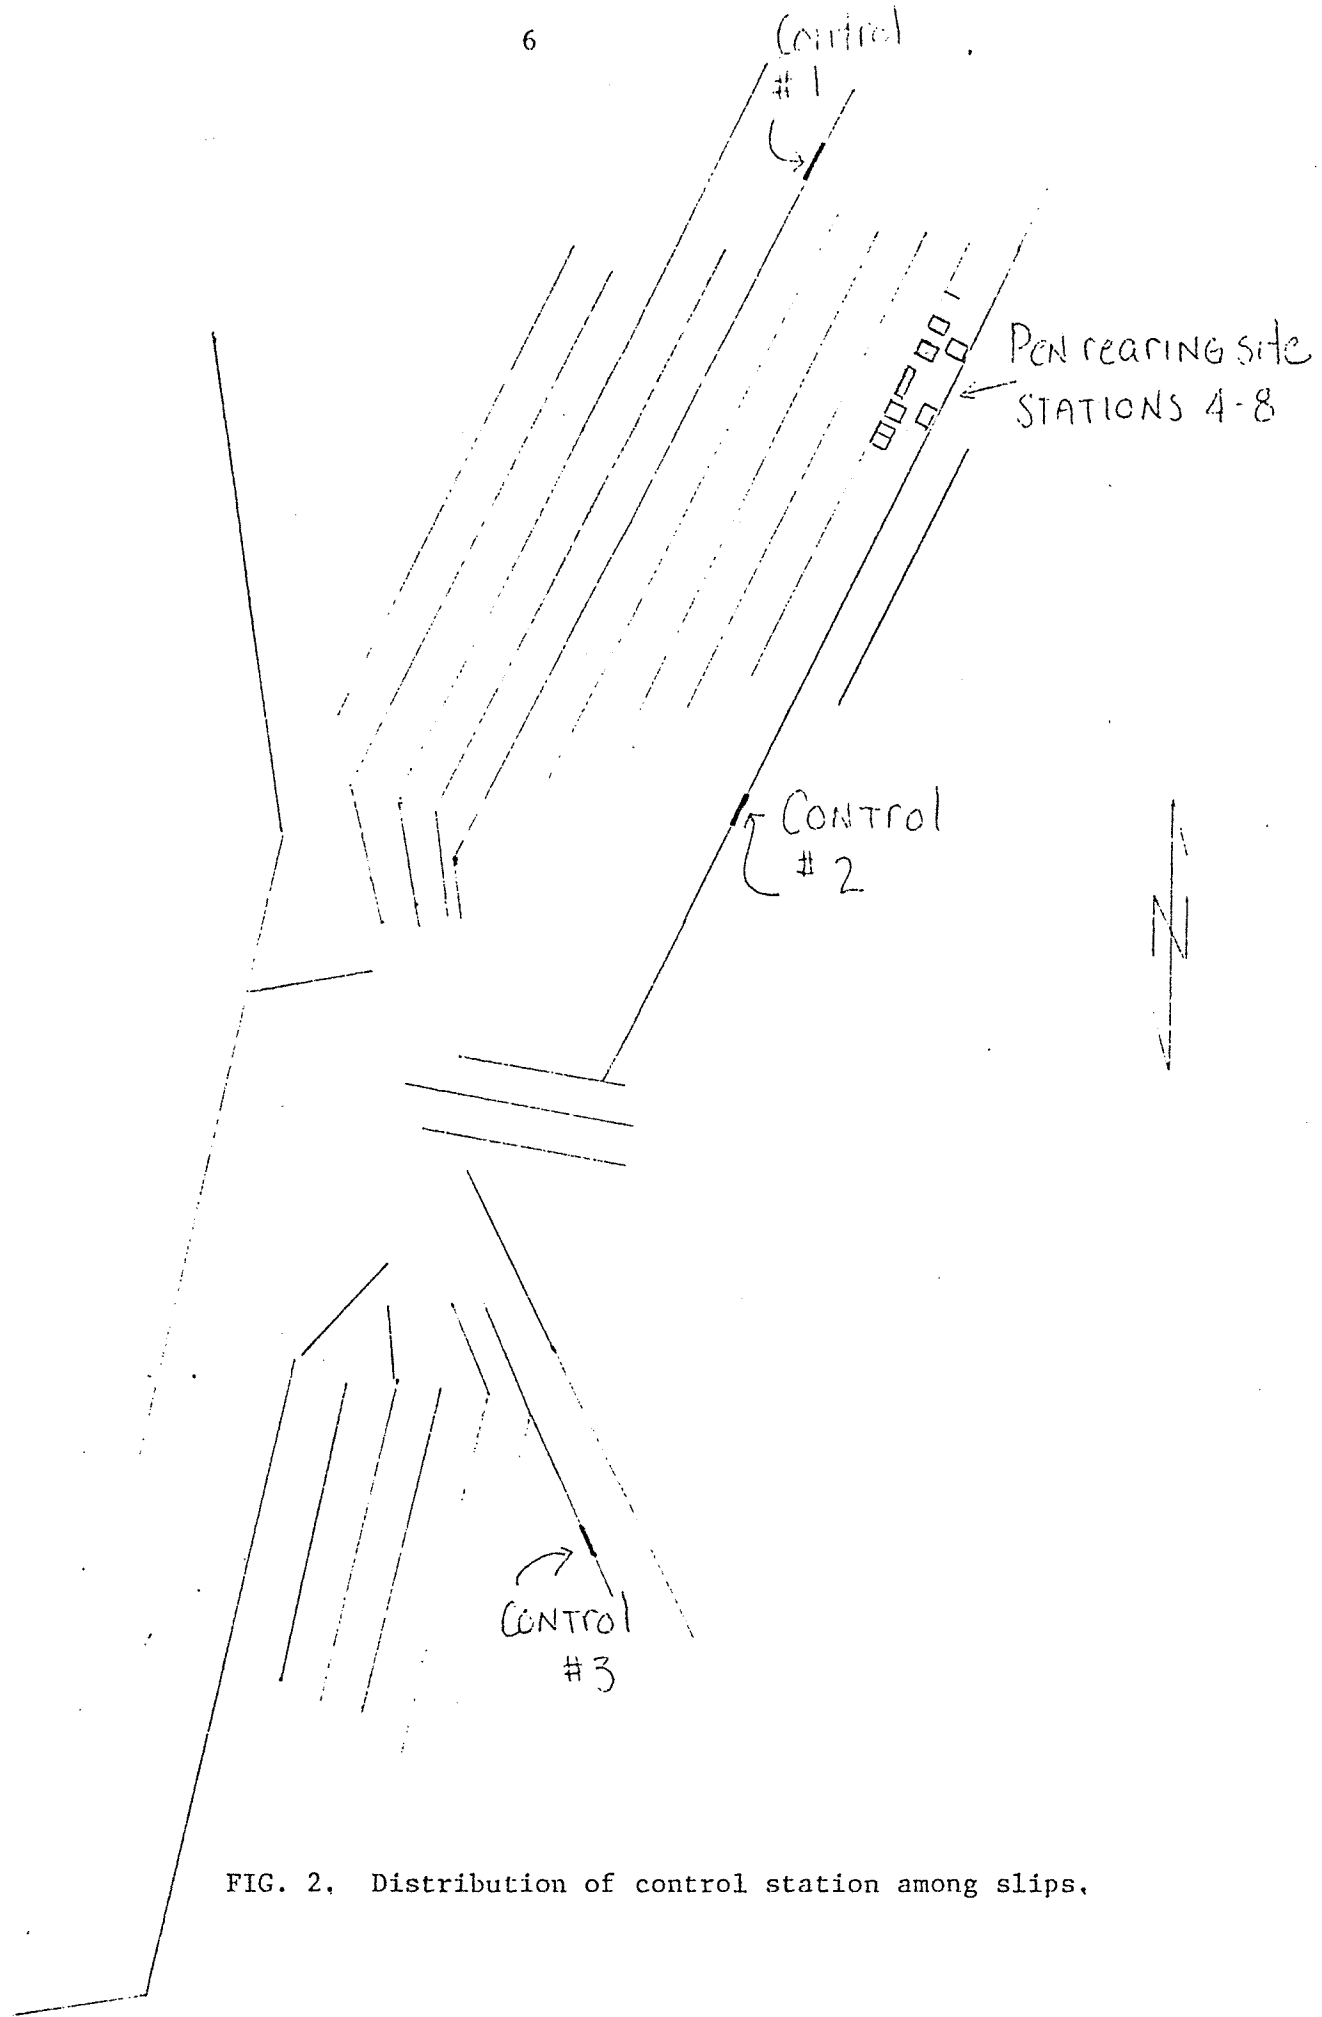 6
Control
# 1
Pen rearing site
STATIONS 4-8
CONTrol
# 2
N
CONTrol
#3
FIG. 2. Distribution of control station among slips.